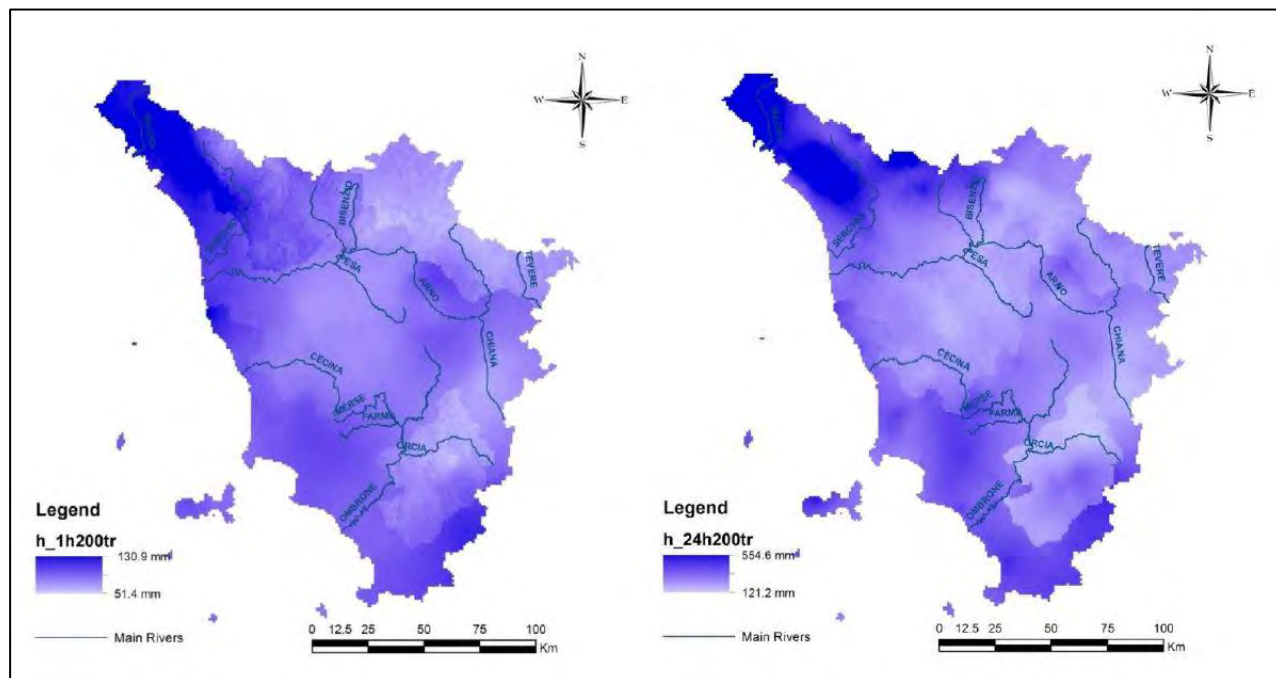 N
W E
S
BISENZIO
SERCHIO
PESA
TEVERE
ARNO
CHIANA
CECINA
MERSE
FARMA
ORCIA
OMBRONE
Legend
h_1h200tr
130.9 mm
51.4 mm
Main Rivers
0 12.5 25 50 75 100
Km
N
W E
S
BISENZIO
SERCHIO
PESA
TEVERE
ARNO
CHIANA
CECINA
MERSE
FARMA
ORCIA
OMBRONE
Legend
h_24h200tr
554.6 mm
121.2 mm
Main Rivers
0 12.5 25 50 75 100
Km